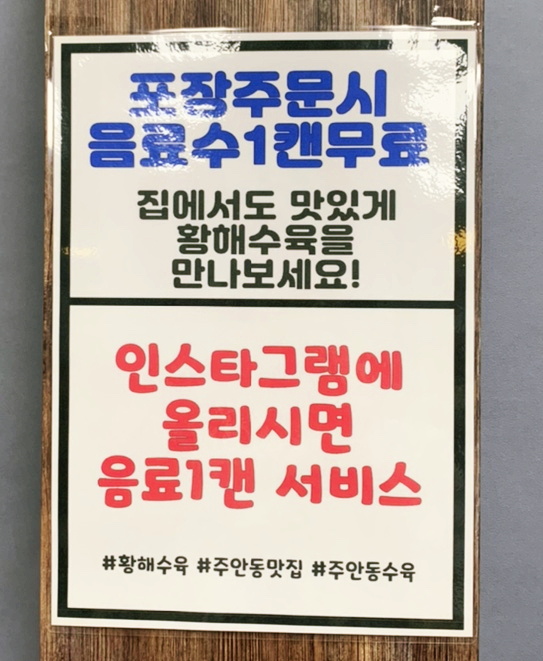 포장주문시
음료수1캔무료
집에서도 맛있게
황해수육을
만나보세요!
인스타그램에
올리시면
음료1캔 서비스
#황해수육 #주안동맛집 #주안동수육